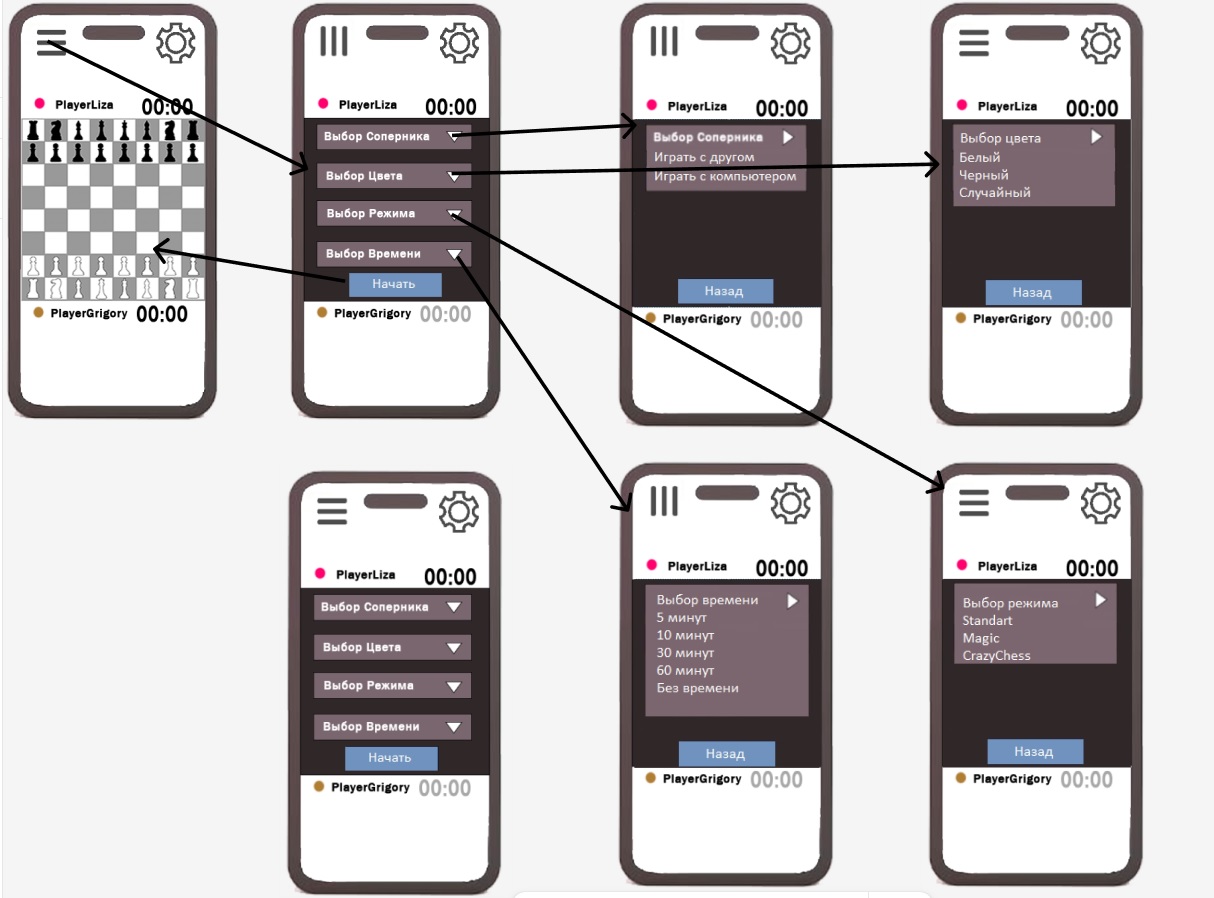 PlayerLiza 00:00
PlayerGrigory 00:00
PlayerLiza 00:00
Выбор Соперника
Выбор Цвета
Выбор Режима
Выбор Времени
Начать
PlayerGrigory 00:00
PlayerLiza 00:00
Выбор Соперника
Играть с другом
Играть с компьютером
Назад
PlayerGrigory 00:00
PlayerLiza 00:00
Выбор цвета
Белый
Черный
Случайный
Назад
PlayerGrigory 00:00
PlayerLiza 00:00
Выбор Соперника
Выбор Цвета
Выбор Режима
Выбор Времени
Начать
PlayerGrigory 00:00
PlayerLiza 00:00
Выбор времени
5 минут
10 минут
30 минут
60 минут
Без времени
Назад
PlayerGrigory 00:00
PlayerLiza 00:00
Выбор режима
Standart
Magic
CrazyChess
Назад
PlayerGrigory 00:00